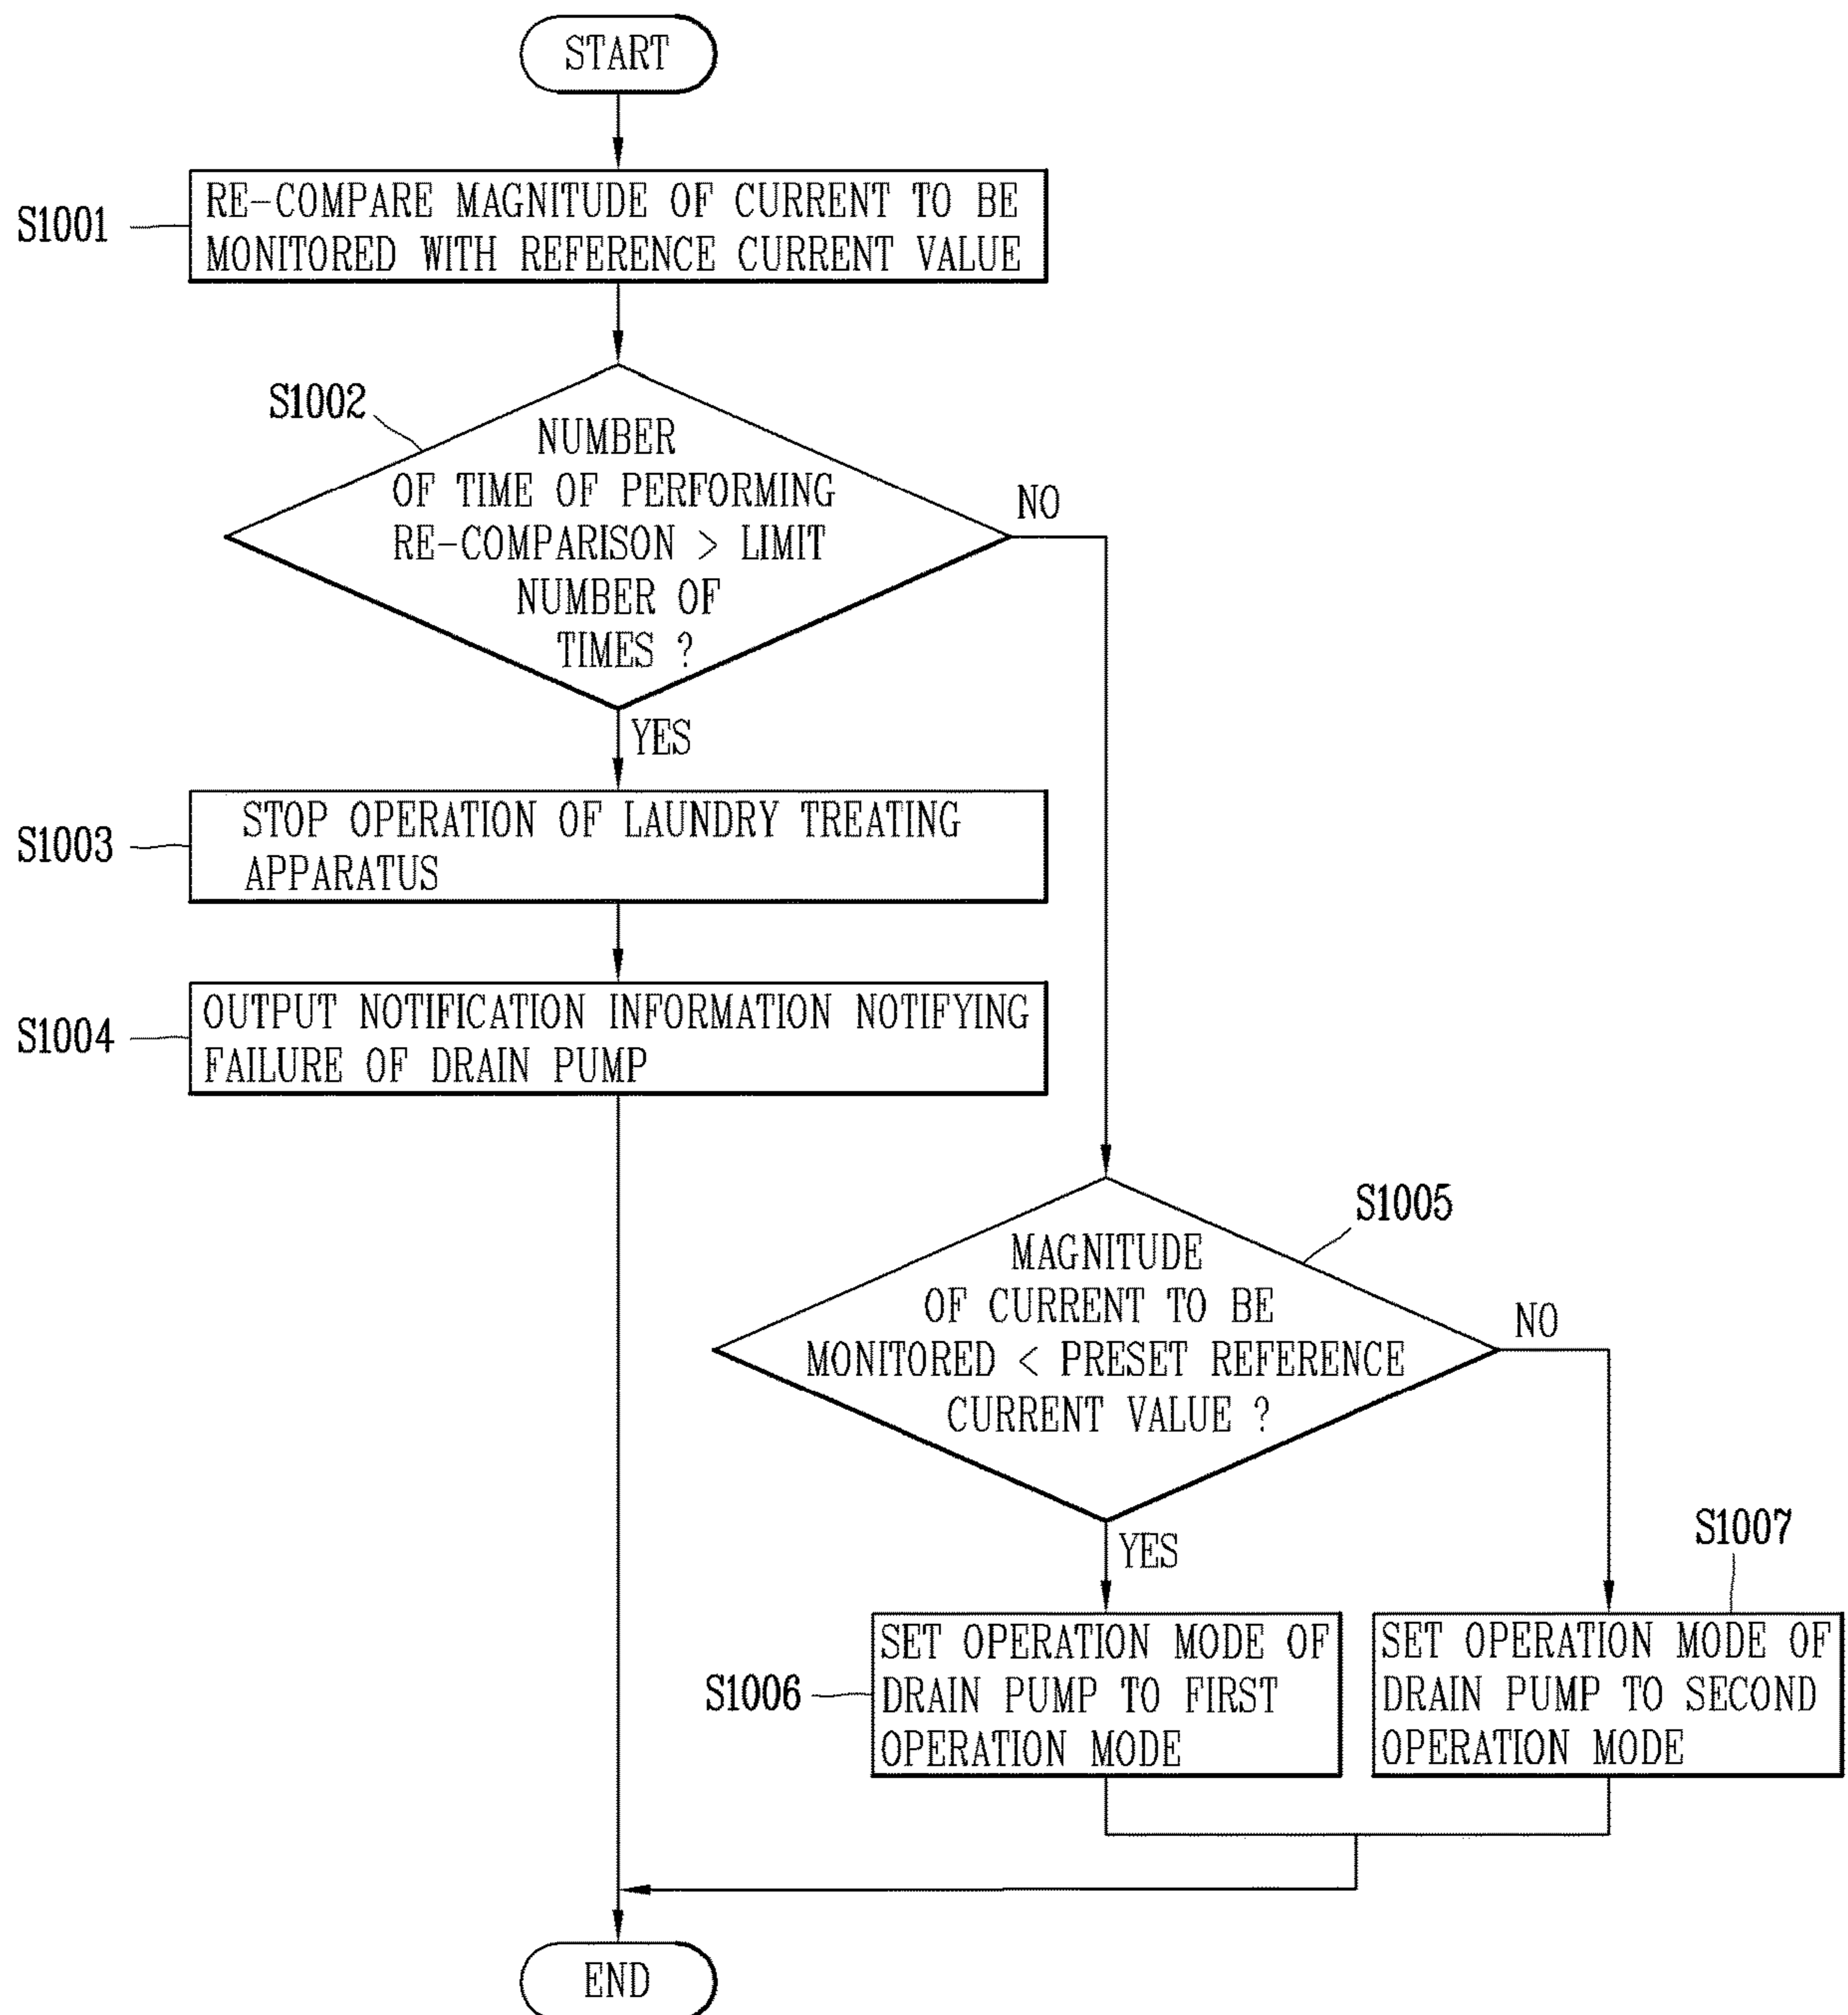 START
S1001
RE-COMPARE MAGNITUDE OF CURRENT TO BE
MONITORED WITH REFERENCE CURRENT VALUE
S1002
NUMBER
OF TIME OF PERFORMING
RE-COMPARISON > LIMIT
NUMBER OF
TIMES ?
NO
YES
S1003
STOP OPERATION OF LAUNDRY TREATING
APPARATUS
S1004
OUTPUT NOTIFICATION INFORMATION NOTIFYING
FAILURE OF DRAIN PUMP
S1005
MAGNITUDE
OF CURRENT TO BE
MONITORED < PRESET REFERENCE
CURRENT VALUE ?
NO
YES
S1006
SET OPERATION MODE OF
DRAIN PUMP TO FIRST
OPERATION MODE
S1007
SET OPERATION MODE OF
DRAIN PUMP TO SECOND
OPERATION MODE
END